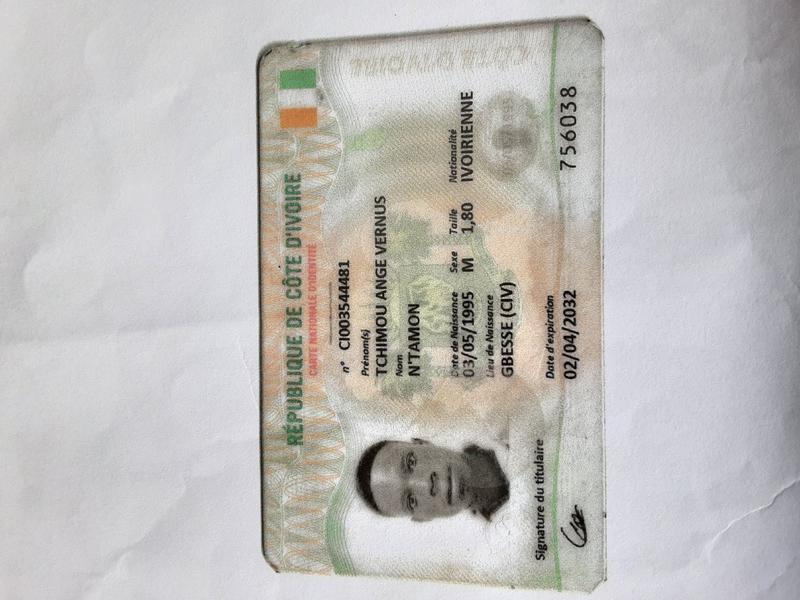 RÉPUBLIQUE DE CÔTE D'IVOIRE
CARTE NATIONALE D'IDENTITÉ
n° CI003544481
Prénom(s)
TCHIMOU ANGE VERNUS
Nom
N'TAMON
Date de Naissance Sexe Taille Nationalité
03/05/1995 M 1,80 IVOIRIENNE
Lieu de Naissance
GBESSE (CIV)
Date d'expiration
02/04/2032
756038
Signature du titulaire